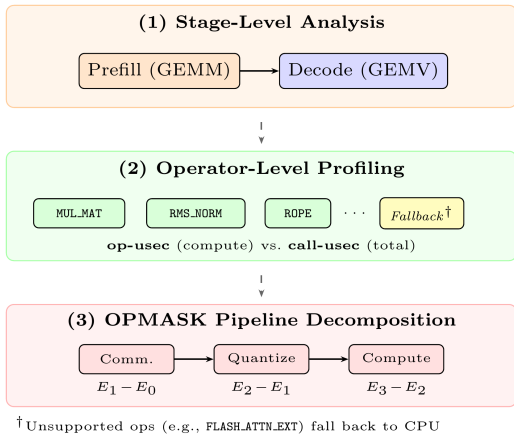 (1) Stage-Level Analysis
Prefill (GEMM) Decode (GEMV)
(2) Operator-Level Profiling
MUL_MAT RMS_NORM ROPE ... Fallback†
op-usec (compute) vs. call-usec (total)
(3) OPMASK Pipeline Decomposition
Comm. Quantize Compute
E₁ − E₀ E₂ − E₁ E₃ − E₂
†Unsupported ops (e.g., FLASH_ATTN_EXT) fall back to CPU